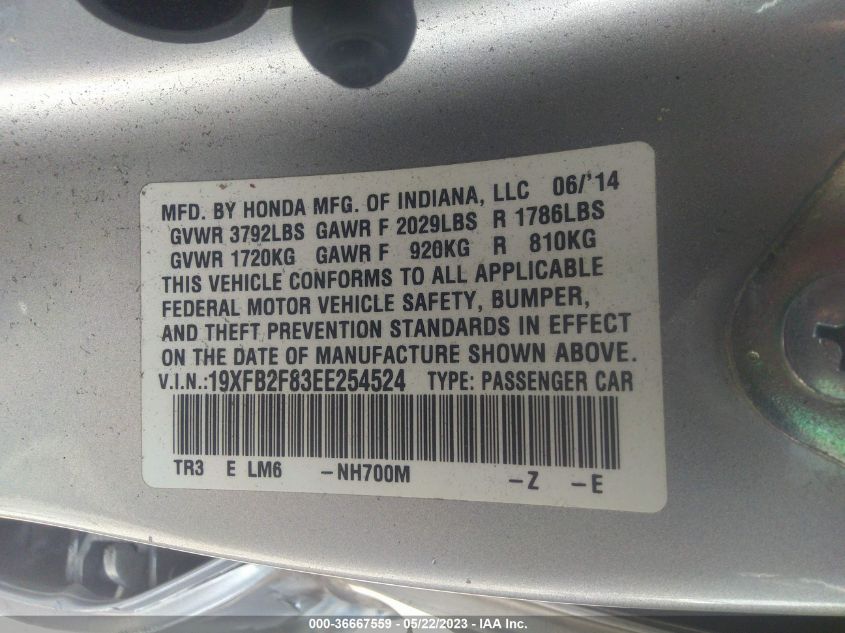 MFD. BY HONDA MFG. OF INDIANA, LLC 06/'14
GVWR 3792LBS GAWR F 2029LBS R 1786LBS
GVWR 1720KG GAWR F 920KG R 810KG
THIS VEHICLE CONFORMS TO ALL APPLICABLE
FEDERAL MOTOR VEHICLE SAFETY, BUMPER,
AND THEFT PREVENTION STANDARDS IN EFFECT
ON THE DATE OF MANUFACTURE SHOWN ABOVE.
V.I.N.:19XFB2F83EE254524 TYPE: PASSENGER CAR
TR3 E LM6 -NH700M -Z -E
000-36667559 - 05/22/2023 - IAAI.com